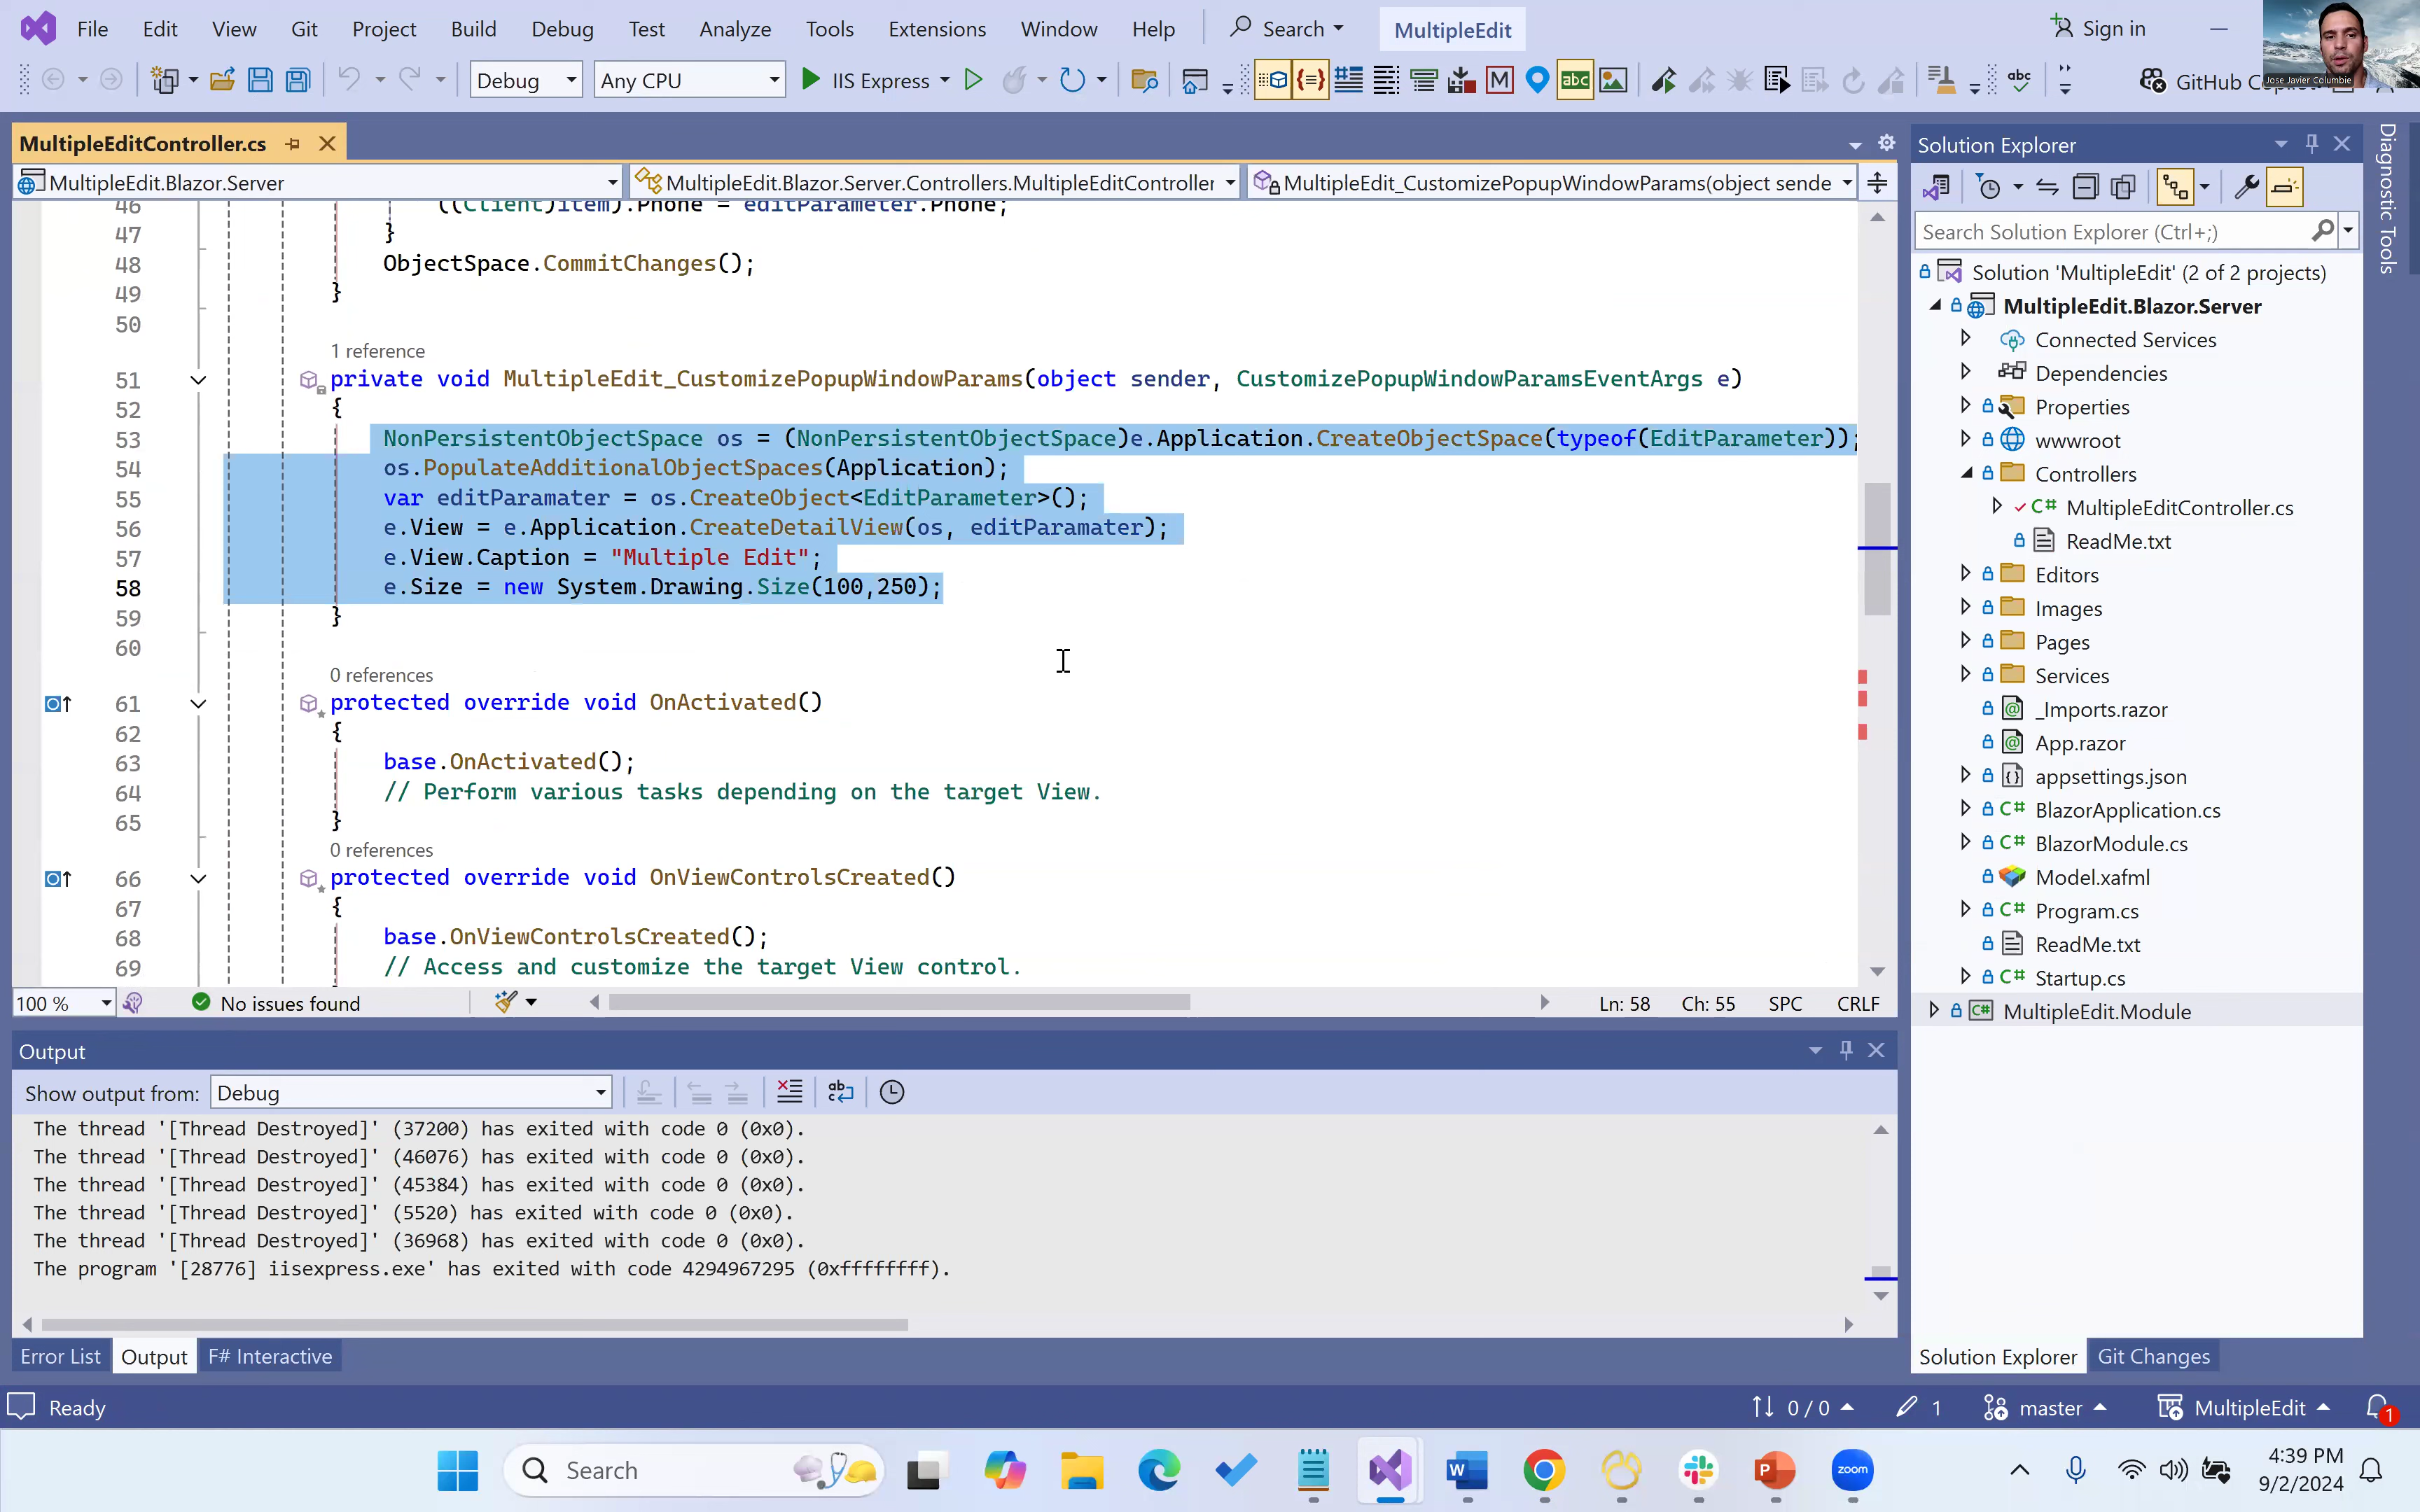 File Edit View Git Project Build Debug Test Analyze Tools Extensions Window Help Search MultipleEdit Sign in
Jose Javier Columbie
Debug Any CPU IIS Express abc GitHub
MultipleEditController.cs
MultipleEdit.Blazor.Server MultipleEdit.Blazor.Server.Controllers.MultipleEditController MultipleEdit_CustomizePopupWindowParams(object sende
46 ((Client)item).Phone = editParameter.Phone;
47 }
48 ObjectSpace.CommitChanges();
49 }
50
1 reference
51 private void MultipleEdit_CustomizePopupWindowParams(object sender, CustomizePopupWindowParamsEventArgs e)
52 {
53 NonPersistentObjectSpace os = (NonPersistentObjectSpace)e.Application.CreateObjectSpace(typeof(EditParameter));
54 os.PopulateAdditionalObjectSpaces(Application);
55 var editParamater = os.CreateObject<EditParameter>();
56 e.View = e.Application.CreateDetailView(os, editParamater);
57 e.View.Caption = "Multiple Edit";
58 e.Size = new System.Drawing.Size(100,250);
59 }
60
0 references
61 protected override void OnActivated()
62 {
63 base.OnActivated();
64 // Perform various tasks depending on the target View.
65 }
0 references
66 protected override void OnViewControlsCreated()
67 {
68 base.OnViewControlsCreated();
69 // Access and customize the target View control.
100 % No issues found Ln: 58 Ch: 55 SPC CRLF
Output
Show output from: Debug
The thread '[Thread Destroyed]' (37200) has exited with code 0 (0x0).
The thread '[Thread Destroyed]' (46076) has exited with code 0 (0x0).
The thread '[Thread Destroyed]' (45384) has exited with code 0 (0x0).
The thread '[Thread Destroyed]' (5520) has exited with code 0 (0x0).
The thread '[Thread Destroyed]' (36968) has exited with code 0 (0x0).
The program '[28776] iisexpress.exe' has exited with code 4294967295 (0xffffffff).
Error List Output F# Interactive
Solution Explorer
Search Solution Explorer (Ctrl+;)
Solution 'MultipleEdit' (2 of 2 projects)
MultipleEdit.Blazor.Server
Connected Services
Dependencies
Properties
wwwroot
Controllers
C# MultipleEditController.cs
ReadMe.txt
Editors
Images
Pages
Services
_Imports.razor
App.razor
appsettings.json
C# BlazorApplication.cs
C# BlazorModule.cs
Model.xafml
C# Program.cs
ReadMe.txt
C# Startup.cs
C# MultipleEdit.Module
Solution Explorer Git Changes
Diagnostic Tools
Ready 0 / 0 1 master MultipleEdit 1
Search W P zoom 4:39 PM
9/2/2024